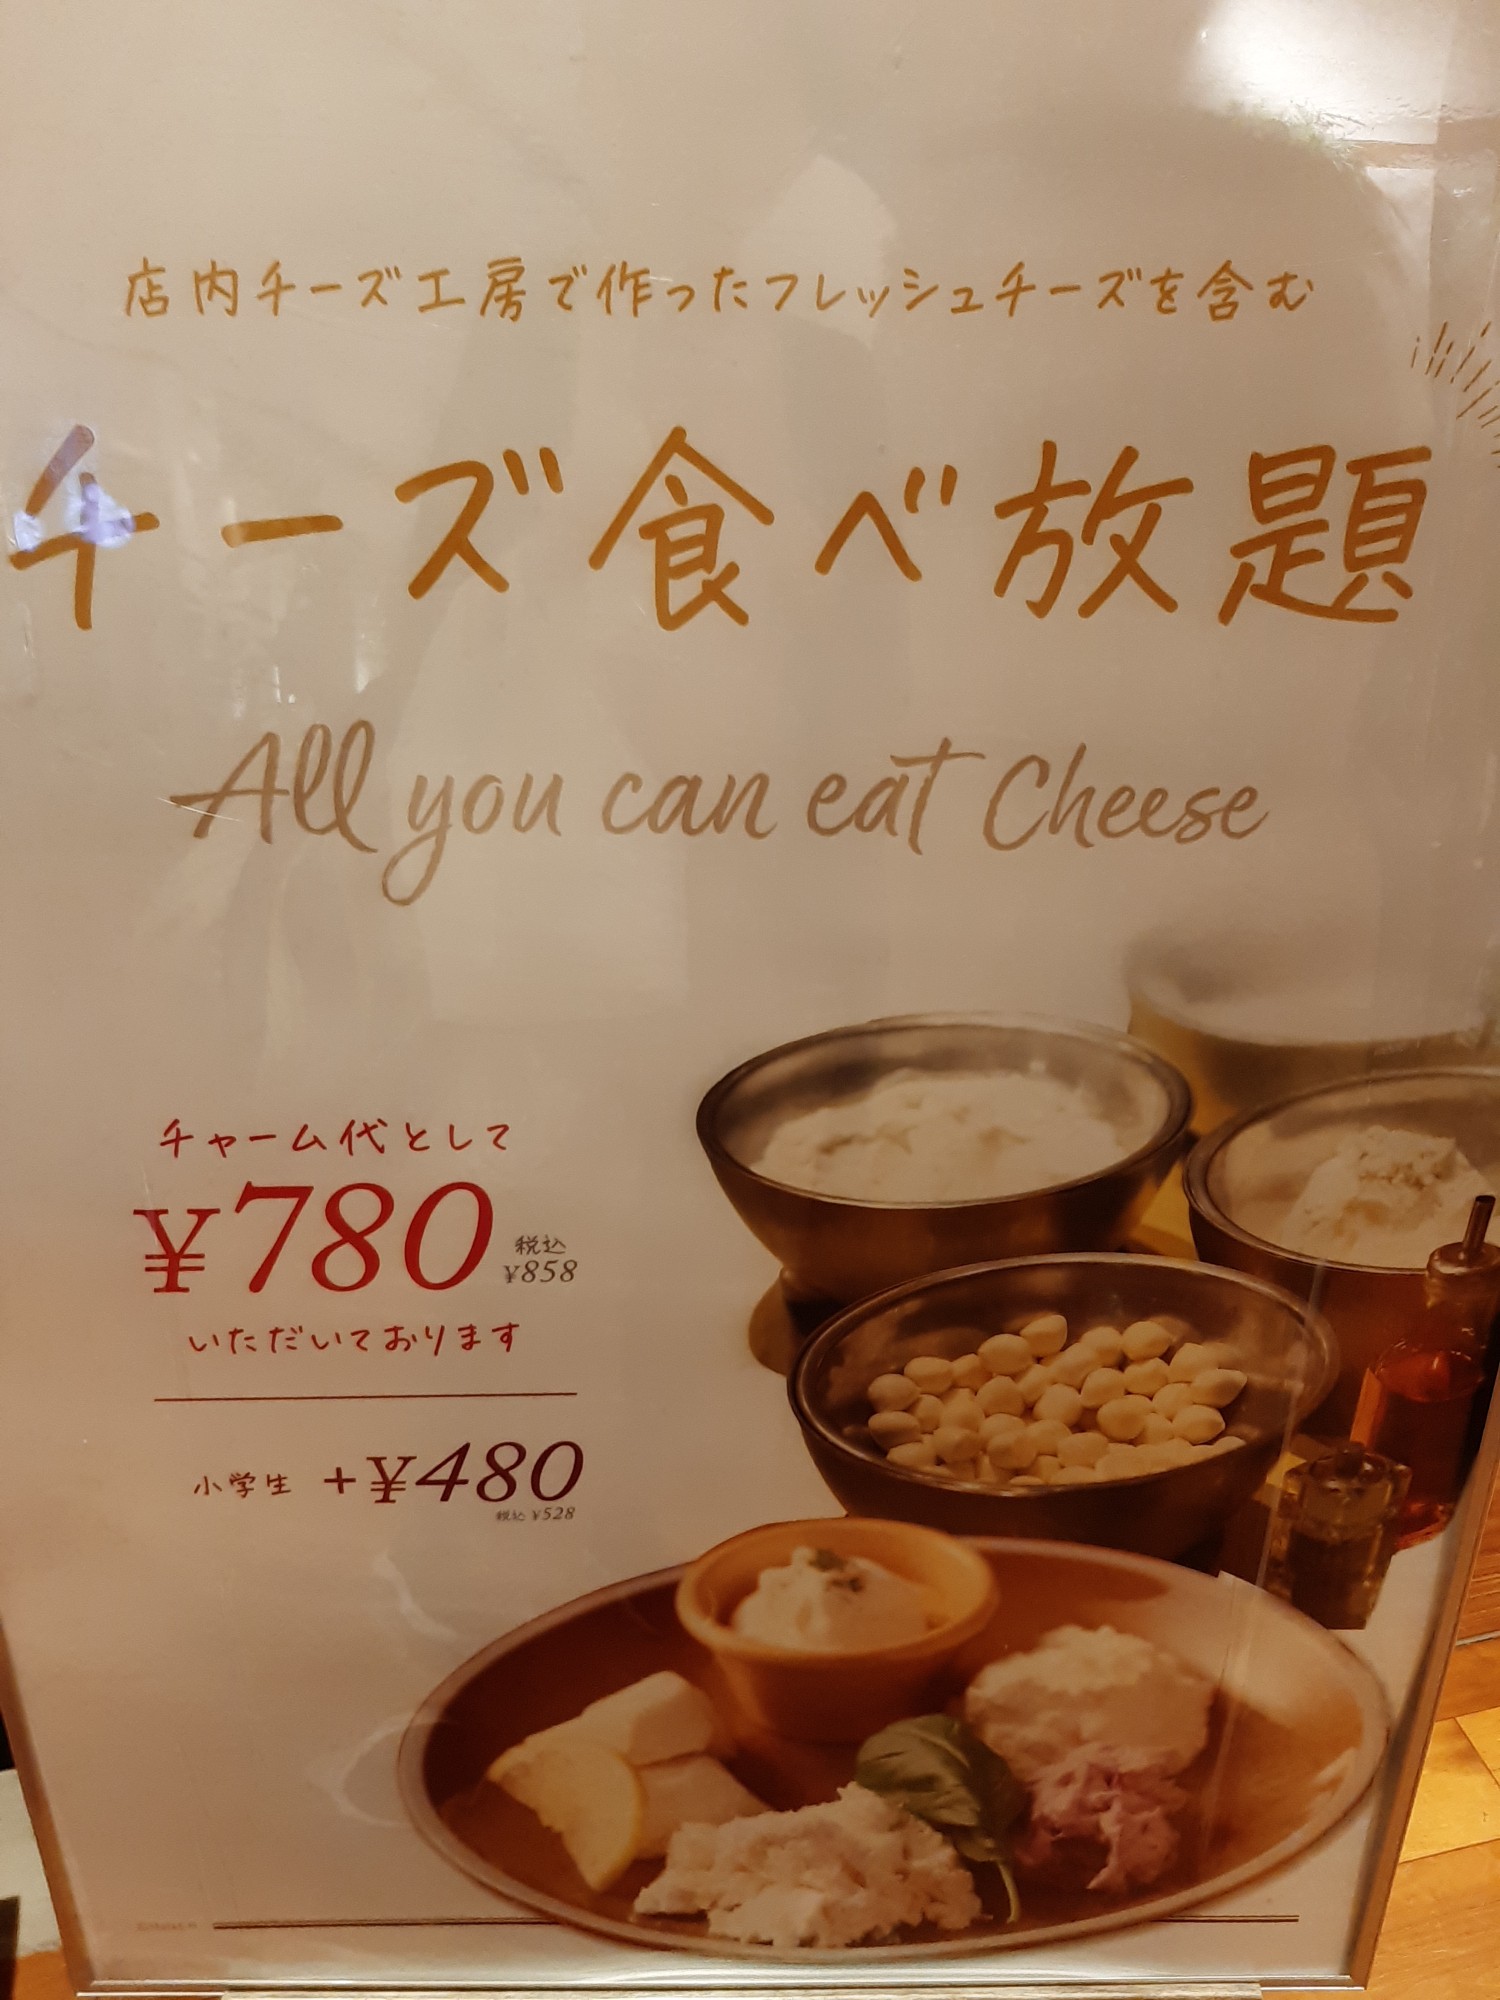 店内チーズ工房で作ったフレッシュチーズを含む
チーズ食べ放題
All you can eat Cheese
チャーム代として
¥780 税込 ¥858
いただいております
小学生 +¥480
税込 ¥528